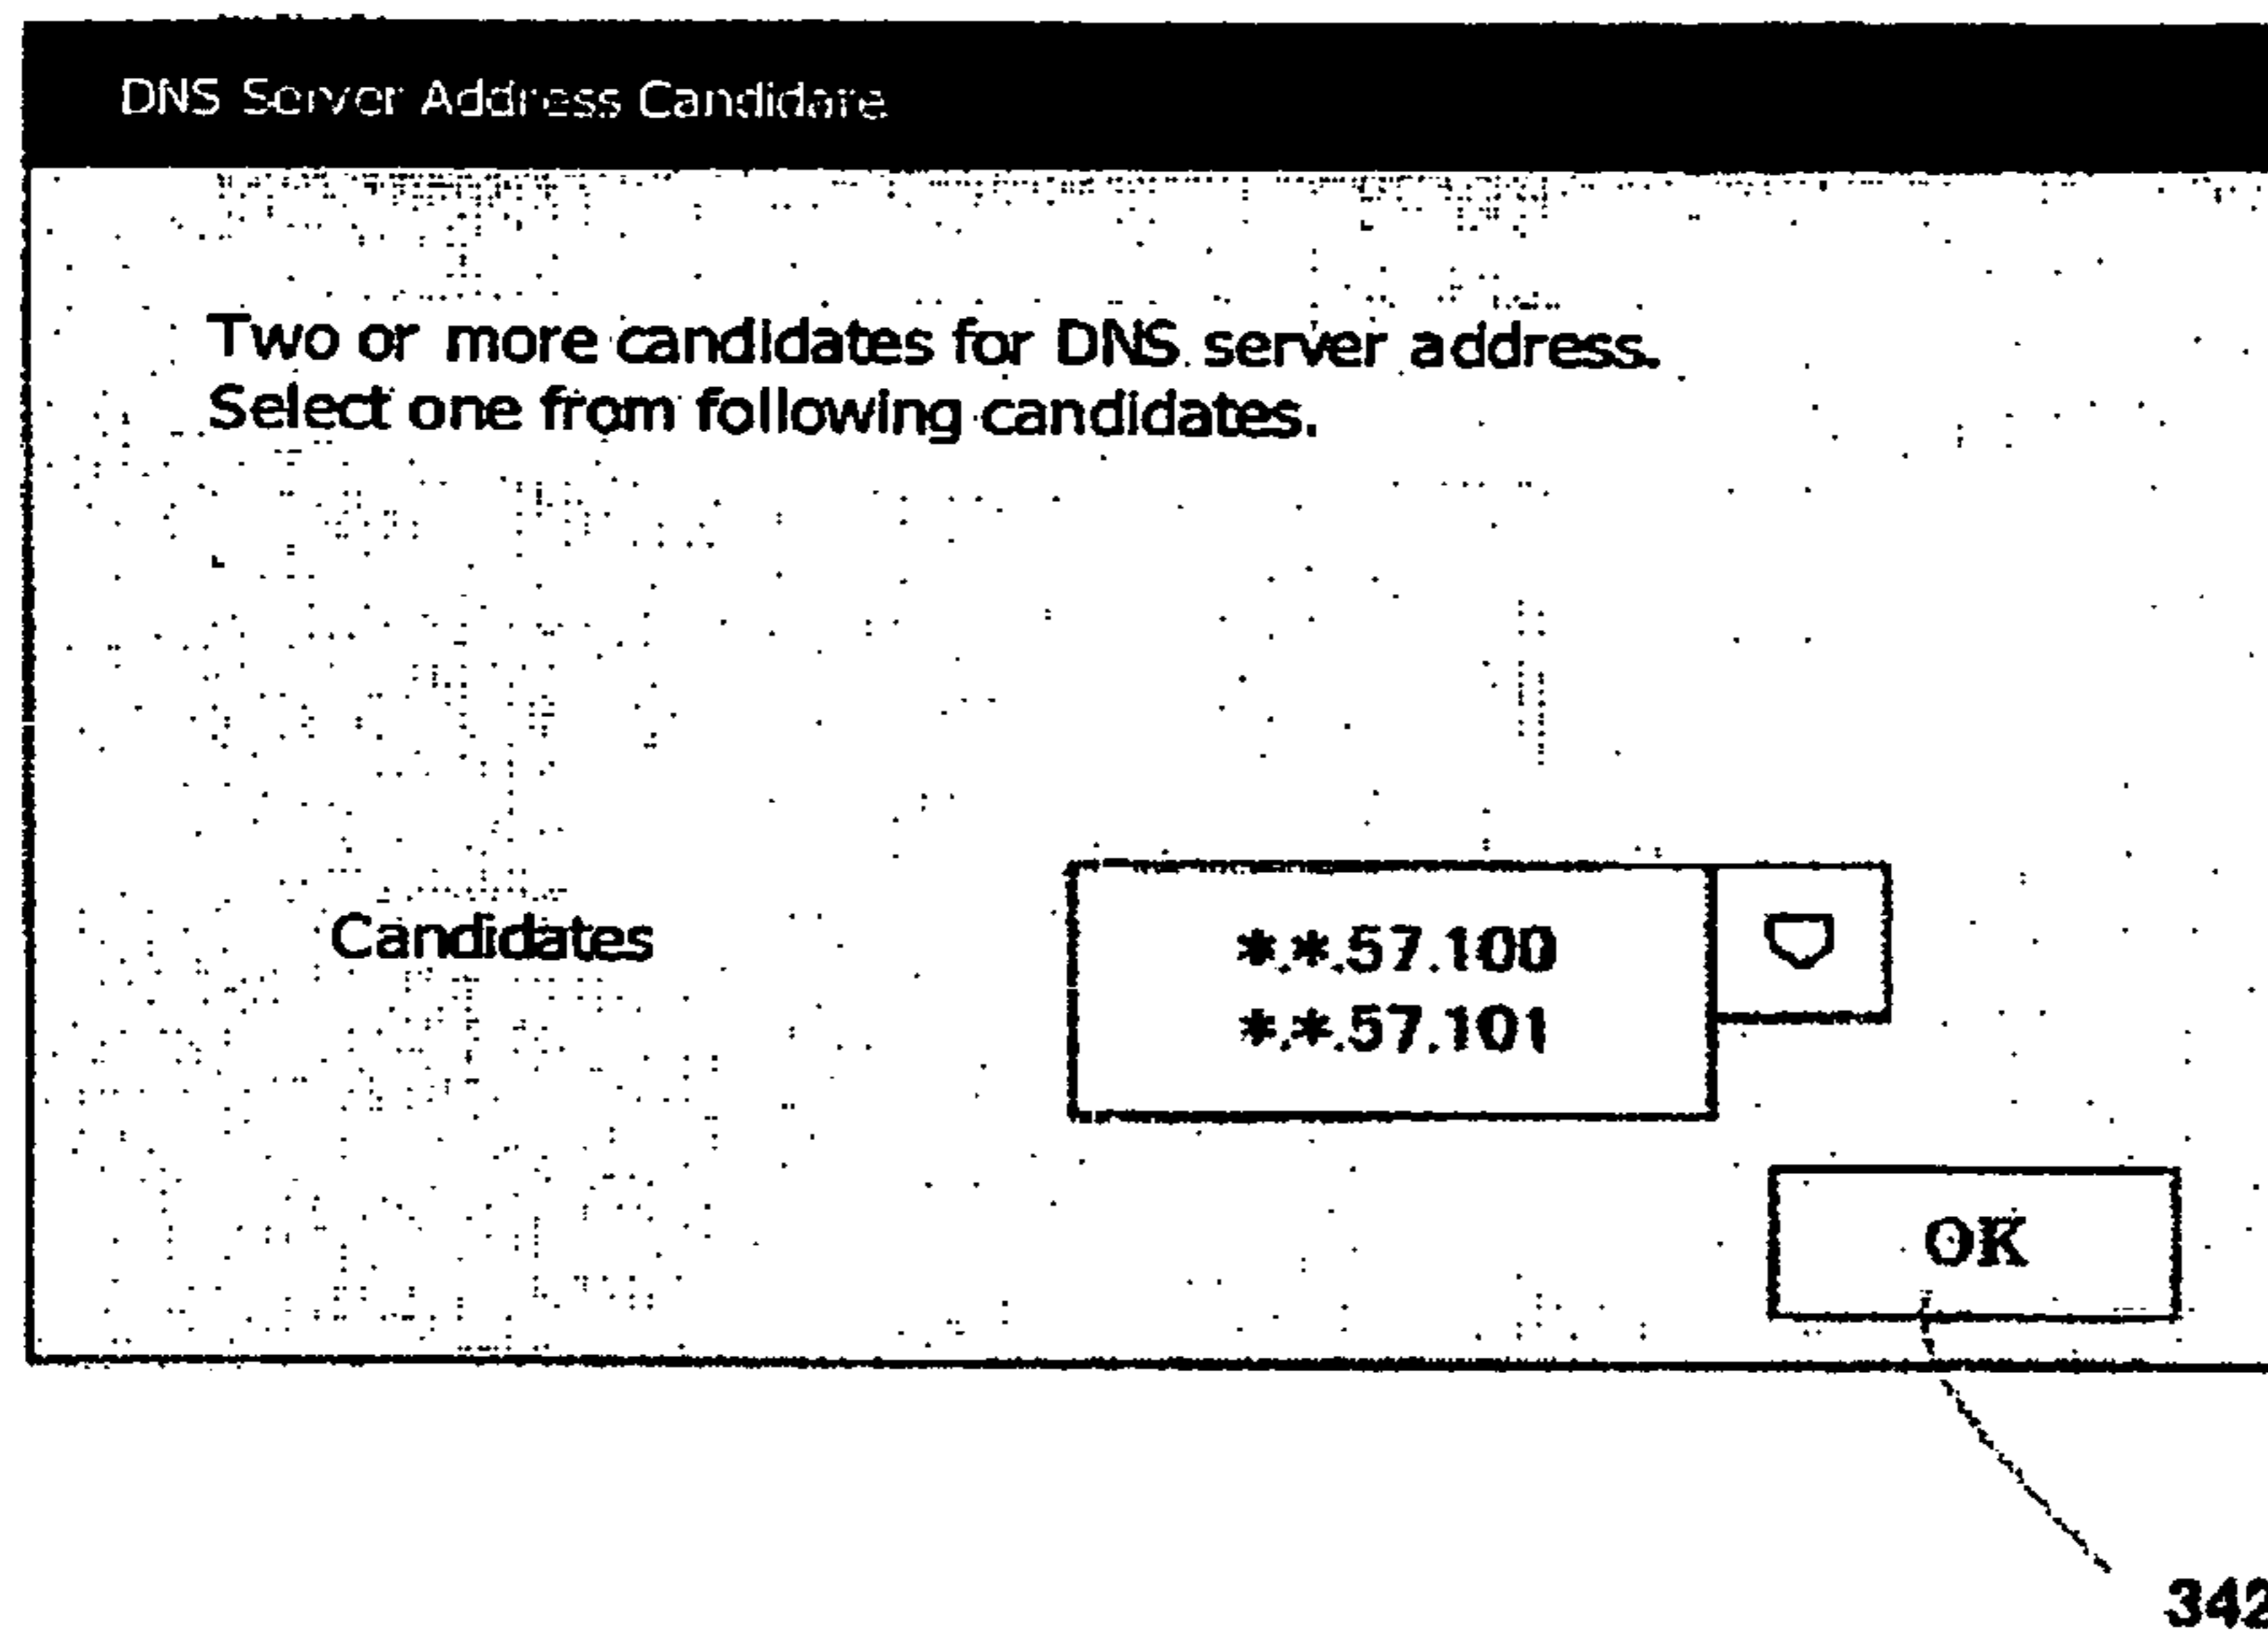 DNS Server Address Candidate
Two or more candidates for DNS server address.
Select one from following candidates.
Candidates
*.*.57.100
*.*.57.101
OK
342